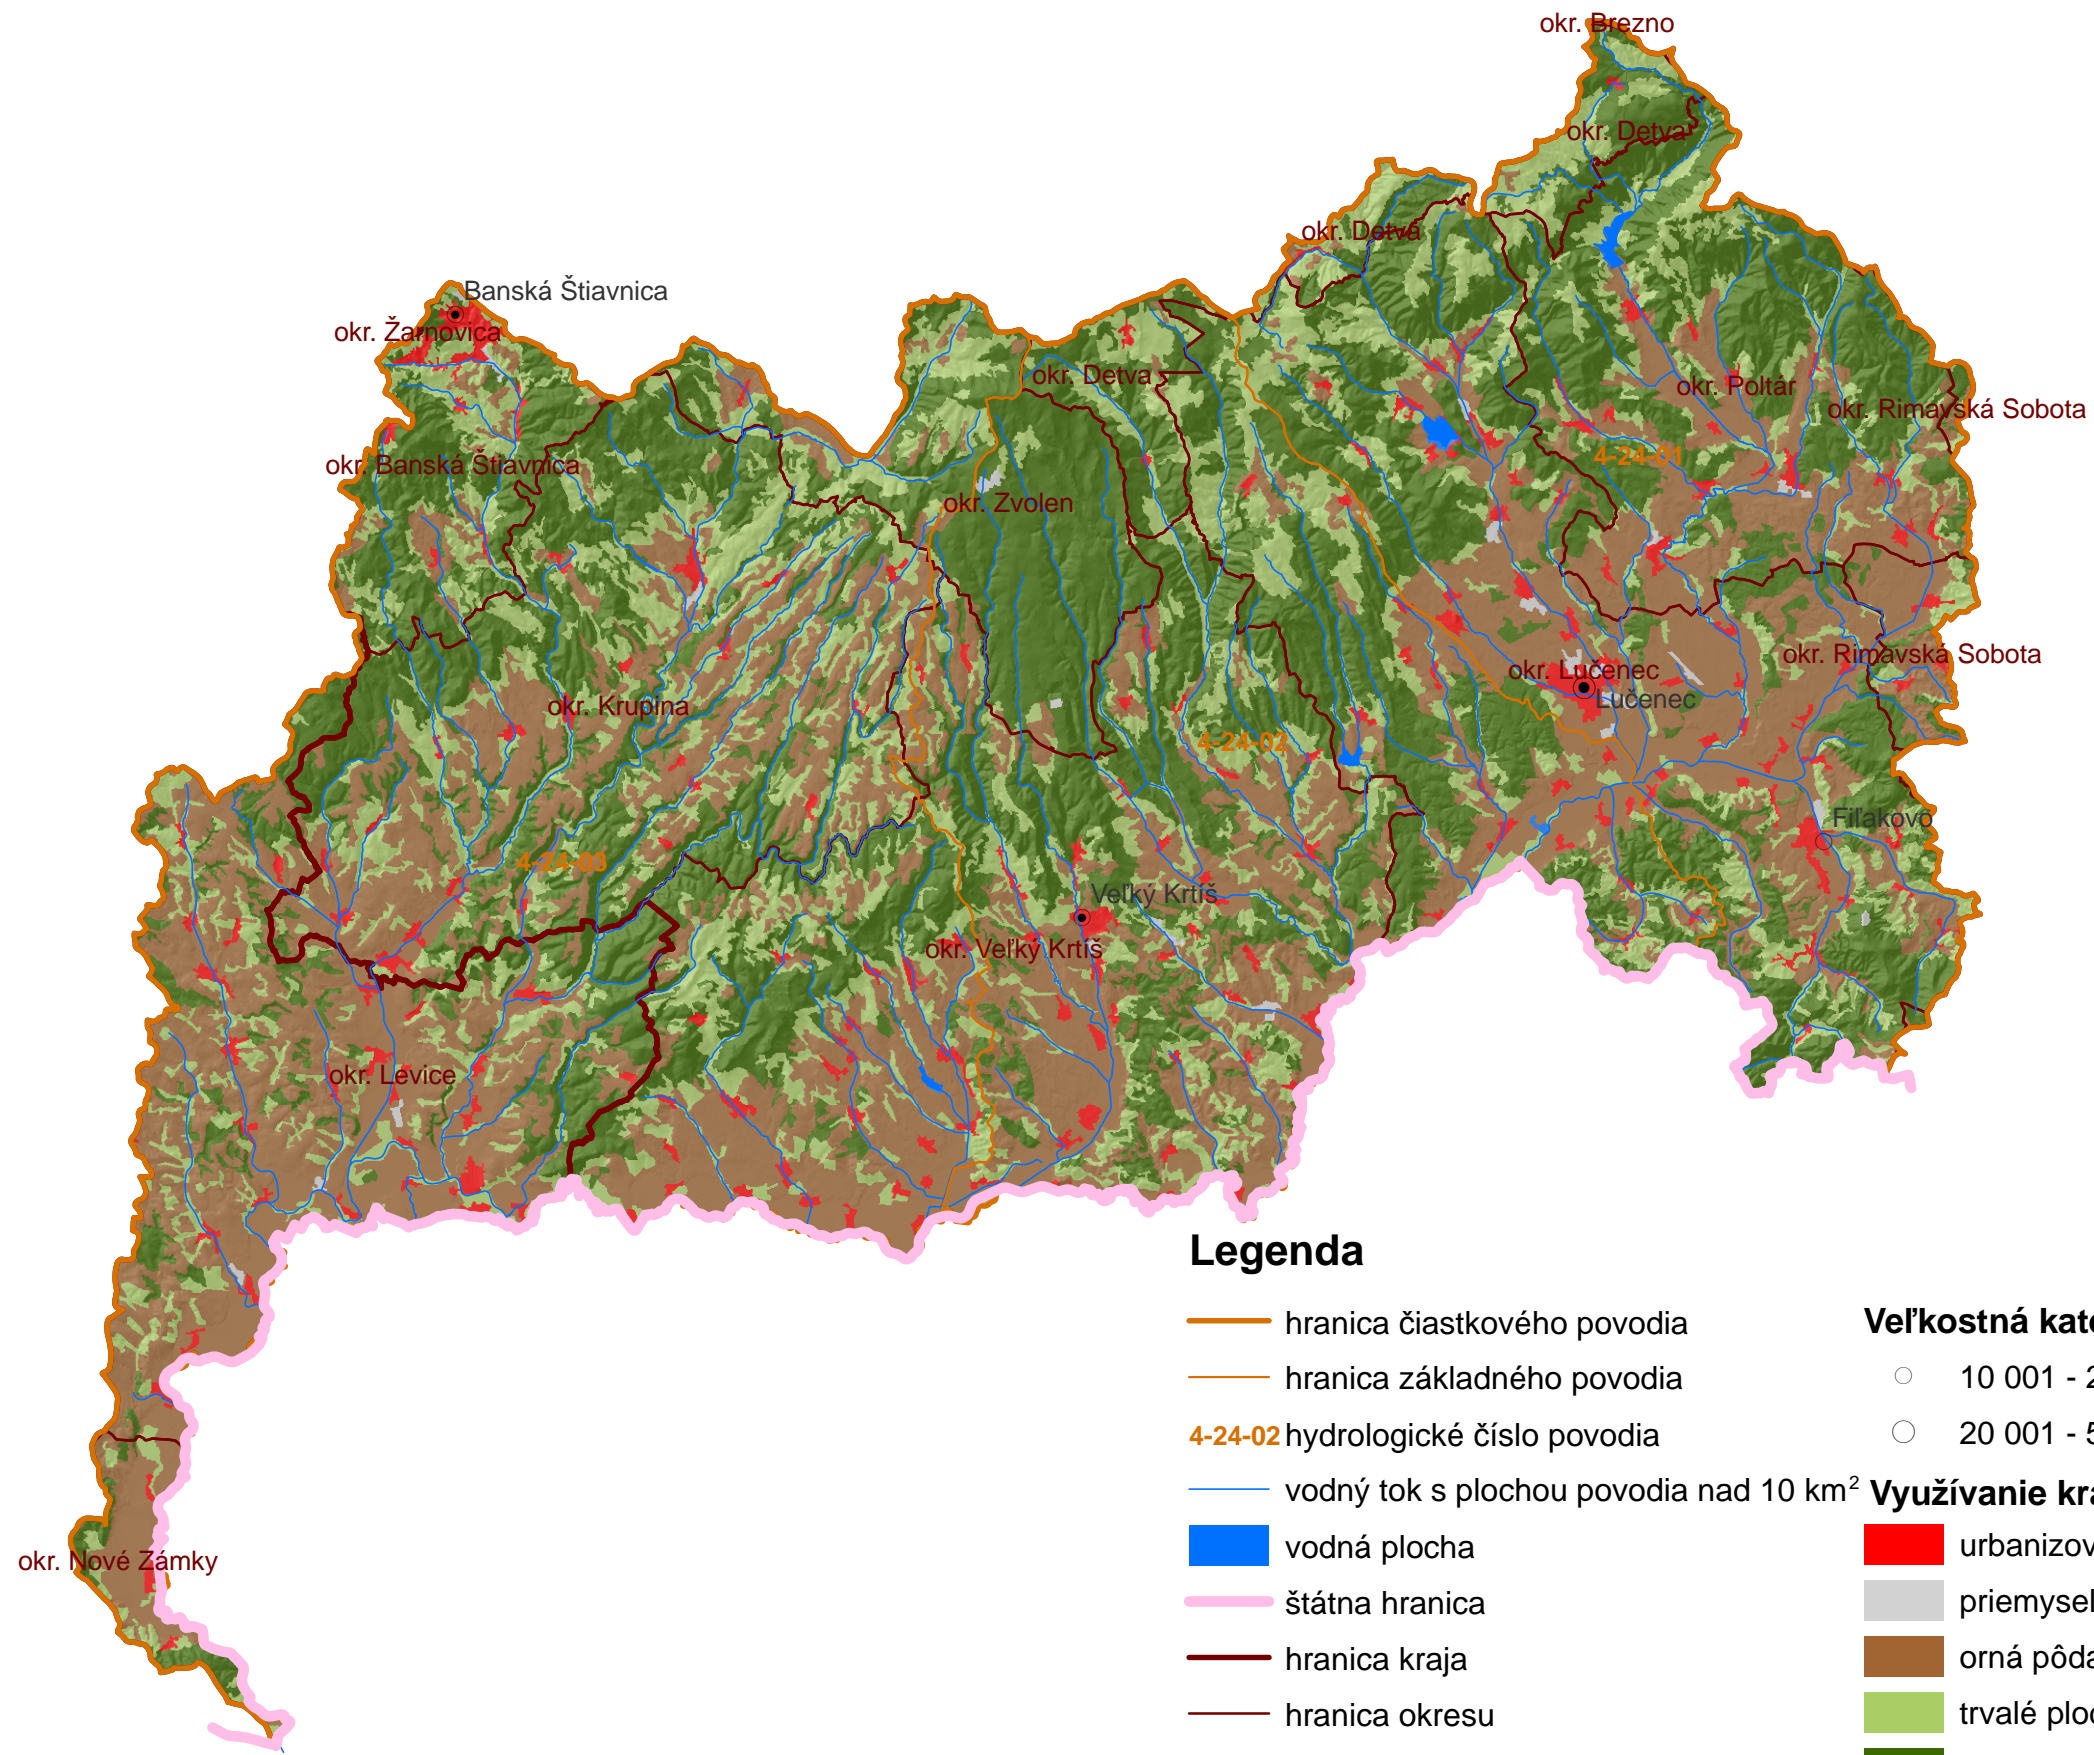 okr. Brezno
okr. Detva
okr. Detva
Banská Štiavnica
okr. Žarnovica
okr. Detva
okr. Poltár
okr. Rimavská Sobota
4-24-01
okr. Banská Štiavnica
okr. Zvolen
okr. Rimavská Sobota
okr. Lučenec
Lučenec
okr. Krupina
4-24-02
Fiľakovo
4-24-03
Veľký Krtíš
okr. Veľký Krtíš
okr. Levice
okr. Nové Zámky
Legenda
hranica čiastkového povodia
hranica základného povodia
4-24-02 hydrologické číslo povodia
vodný tok s plochou povodia nad 10 km²
vodná plocha
štátna hranica
hranica kraja
hranica okresu
Veľkostná kat
10 001 -
20 001 - 5
Využívanie kra
urbanizov
priemysel
orná pôda
trvalé ploc